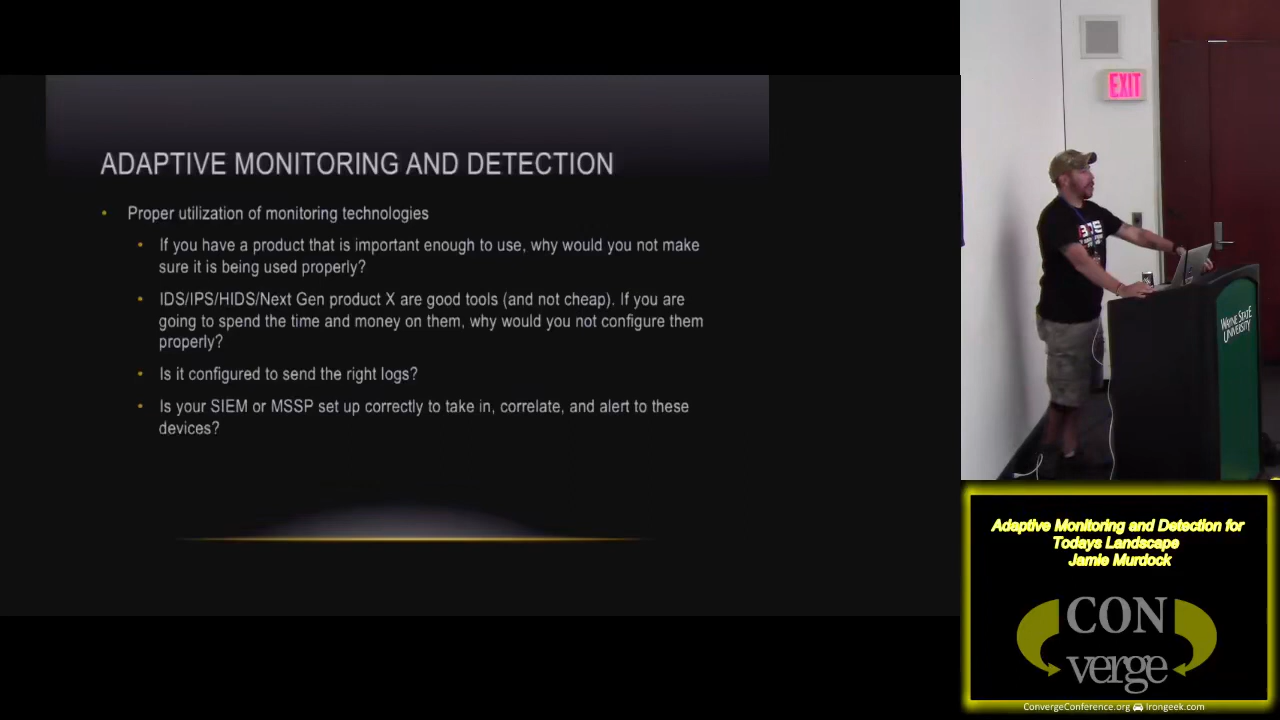 ADAPTIVE MONITORING AND DETECTION
Proper utilization of monitoring technologies
If you have a product that is important enough to use, why would you not make
sure it is being used properly?
IDS/IPS/HIDS/Next Gen product X are good tools (and not cheap). If you are
going to spend the time and money on them, why would you not configure them
properly?
Is it configured to send the right logs?
Is your SIEM or MSSP set up correctly to take in, correlate, and alert to these
devices?
EXIT
WAYNE STATE
UNIVERSITY
Adaptive Monitoring and Detection for
Todays Landscape
Jamie Murdock
CON
verge
ConvergeConference.org Irongeek.com